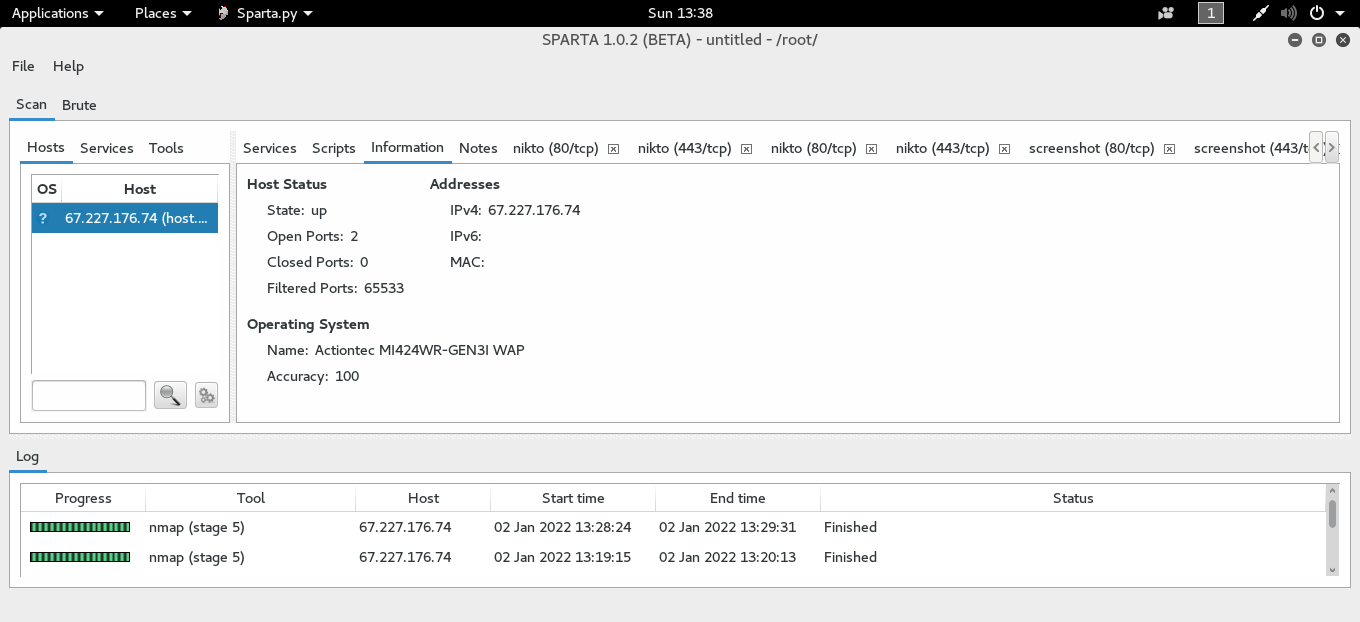 Applications Places Sparta.py Sun 13:38 1
SPARTA 1.0.2 (BETA) - untitled - /root/
File Help
Scan Brute
Hosts Services Tools
Services Scripts Information Notes nikto (80/tcp) nikto (443/tcp) nikto (80/tcp) nikto (443/tcp) screenshot (80/tcp) screenshot (443/t
OS Host
? 67.227.176.74 (host....
Host Status
State: up
Open Ports: 2
Closed Ports: 0
Filtered Ports: 65533
Addresses
IPv4: 67.227.176.74
IPv6:
MAC:
Operating System
Name: Actiontec MI424WR-GEN3I WAP
Accuracy: 100
Log
Progress Tool Host Start time End time Status
nmap (stage 5) 67.227.176.74 02 Jan 2022 13:28:24 02 Jan 2022 13:29:31 Finished
nmap (stage 5) 67.227.176.74 02 Jan 2022 13:19:15 02 Jan 2022 13:20:13 Finished